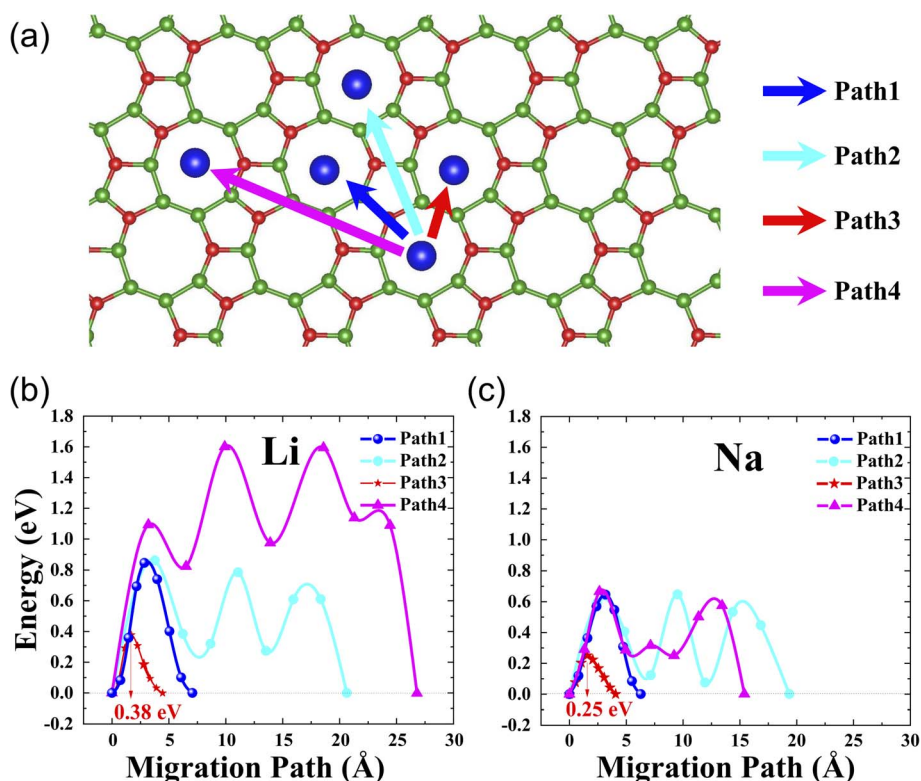 (a)
Path1
Path2
Path3
Path4
(b)
1.8
1.6
1.4
1.2
1.0
0.8
0.6
0.4
0.2
0.0
-0.2
Energy (eV)
Li
Path1
Path2
Path3
Path4
0.38 eV
0 5 10 15 20 25 30
Migration Path (Å)
(c)
1.8
1.6
1.4
1.2
1.0
0.8
0.6
0.4
0.2
0.0
-0.2
Na
Path1
Path2
Path3
Path4
0.25 eV
0 5 10 15 20 25 30
Migration Path (Å)